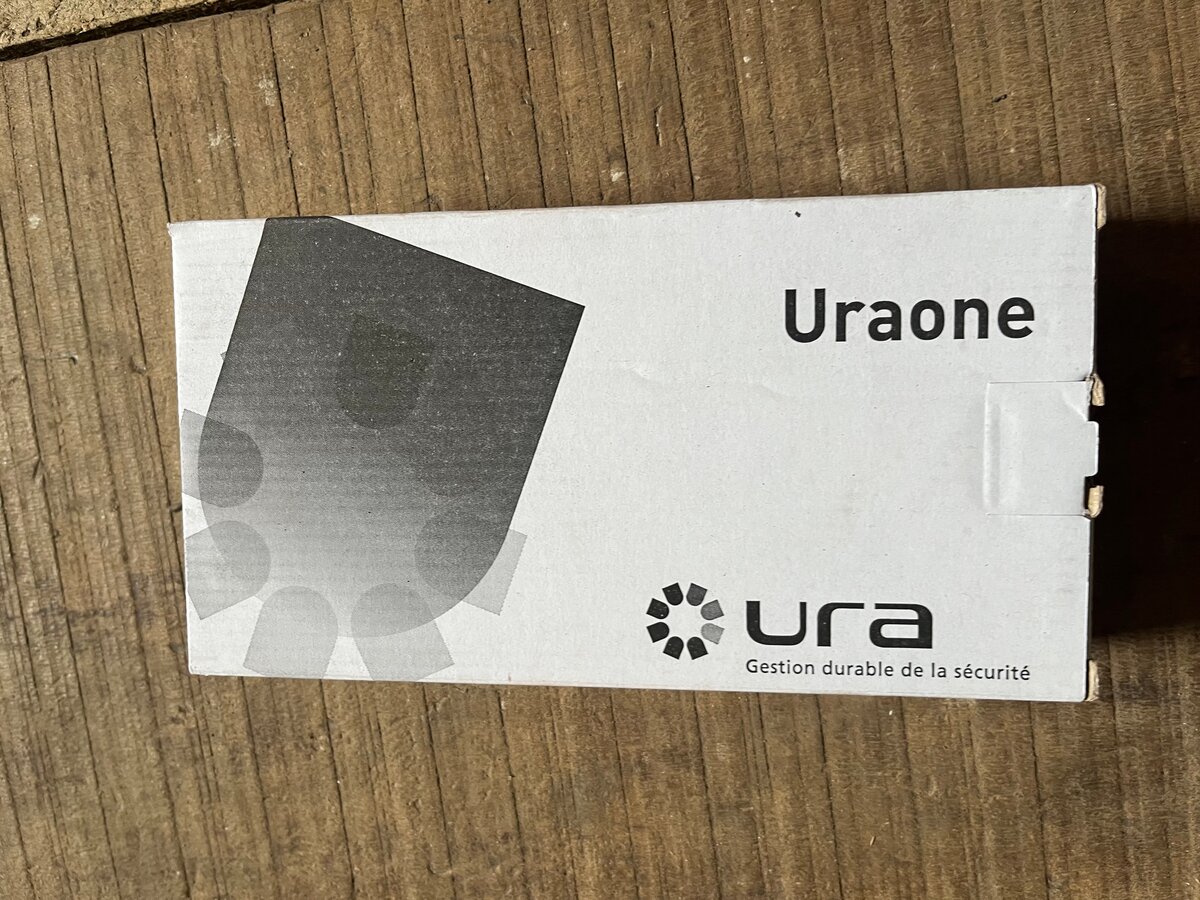 Uraone
ura
Gestion durable de la sécurité